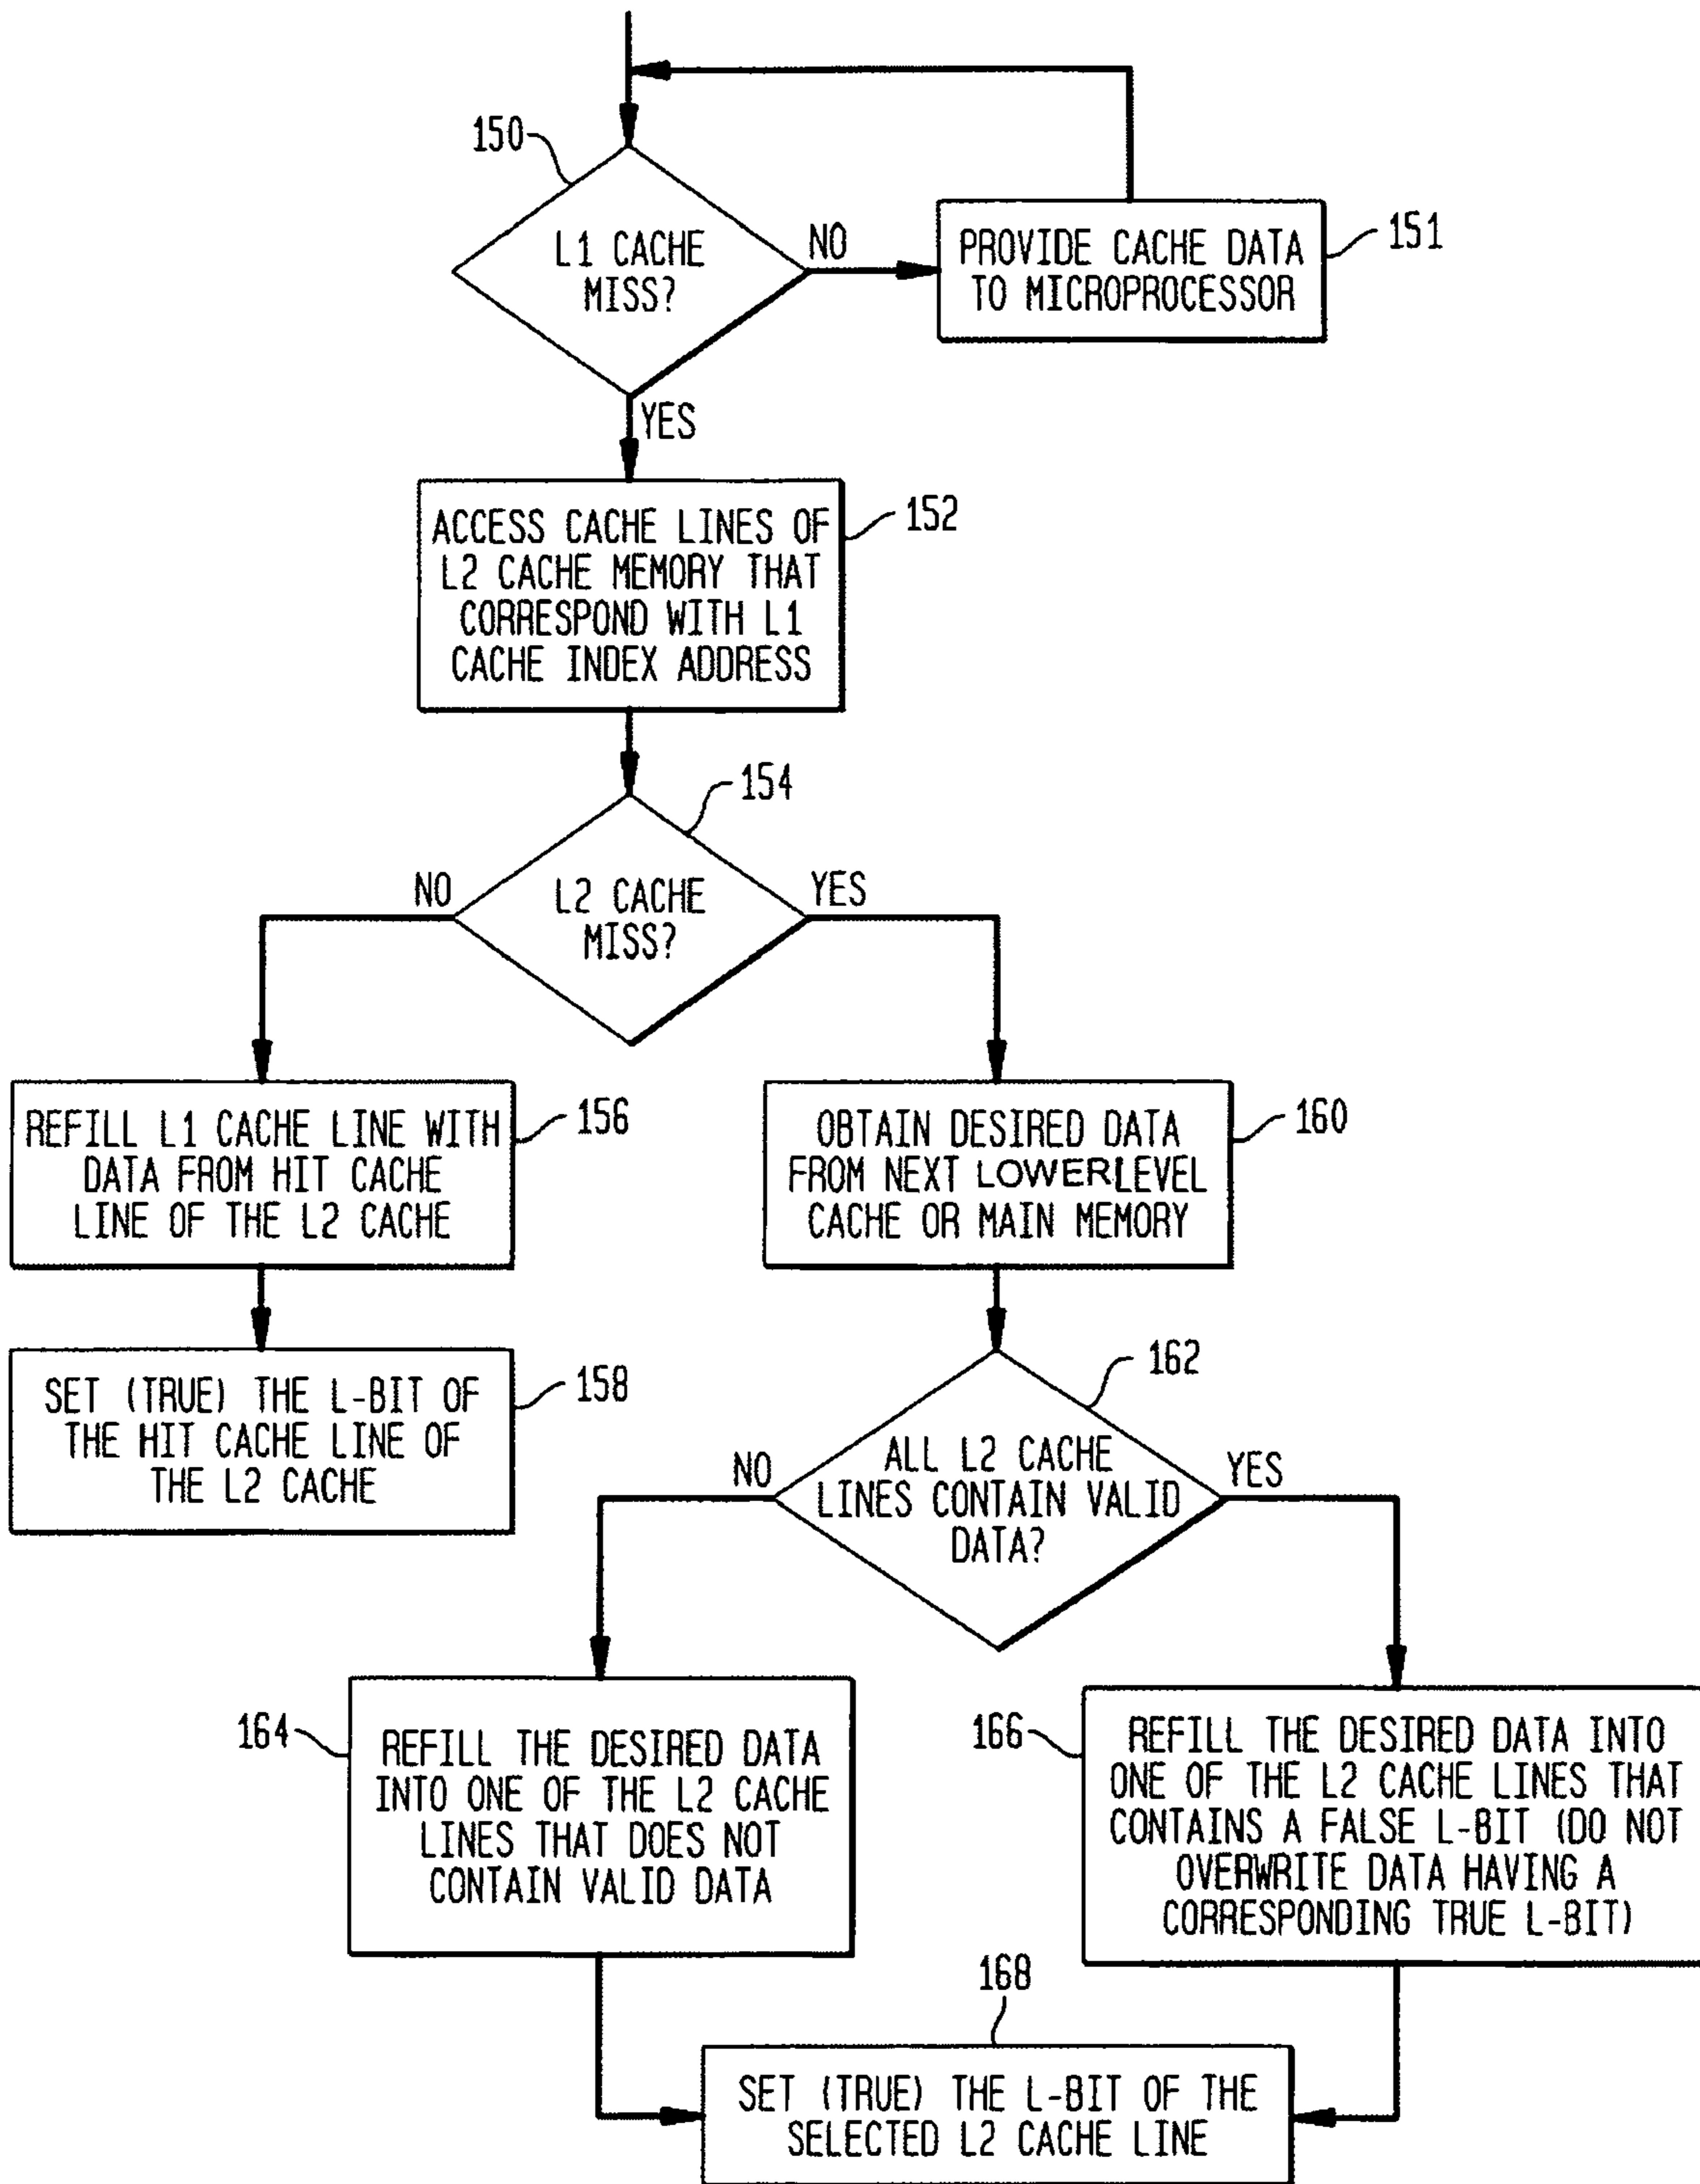 150
L1 CACHE
MISS?
NO
PROVIDE CACHE DATA
TO MICROPROCESSOR
151
YES
ACCESS CACHE LINES OF
L2 CACHE MEMORY THAT
CORRESPOND WITH L1
CACHE INDEX ADDRESS
152
154
NO
L2 CACHE
MISS?
YES
REFILL L1 CACHE LINE WITH
DATA FROM HIT CACHE
LINE OF THE L2 CACHE
156
OBTAIN DESIRED DATA
FROM NEXT LOWER LEVEL
CACHE OR MAIN MEMORY
160
SET (TRUE) THE L-BIT OF
THE HIT CACHE LINE OF
THE L2 CACHE
158
162
NO
ALL L2 CACHE
LINES CONTAIN VALID
DATA?
YES
164
REFILL THE DESIRED DATA
INTO ONE OF THE L2 CACHE
LINES THAT DOES NOT
CONTAIN VALID DATA
166
REFILL THE DESIRED DATA INTO
ONE OF THE L2 CACHE LINES THAT
CONTAINS A FALSE L-BIT (DO NOT
OVERWRITE DATA HAVING A
CORRESPONDING TRUE L-BIT)
168
SET (TRUE) THE L-BIT OF THE
SELECTED L2 CACHE LINE